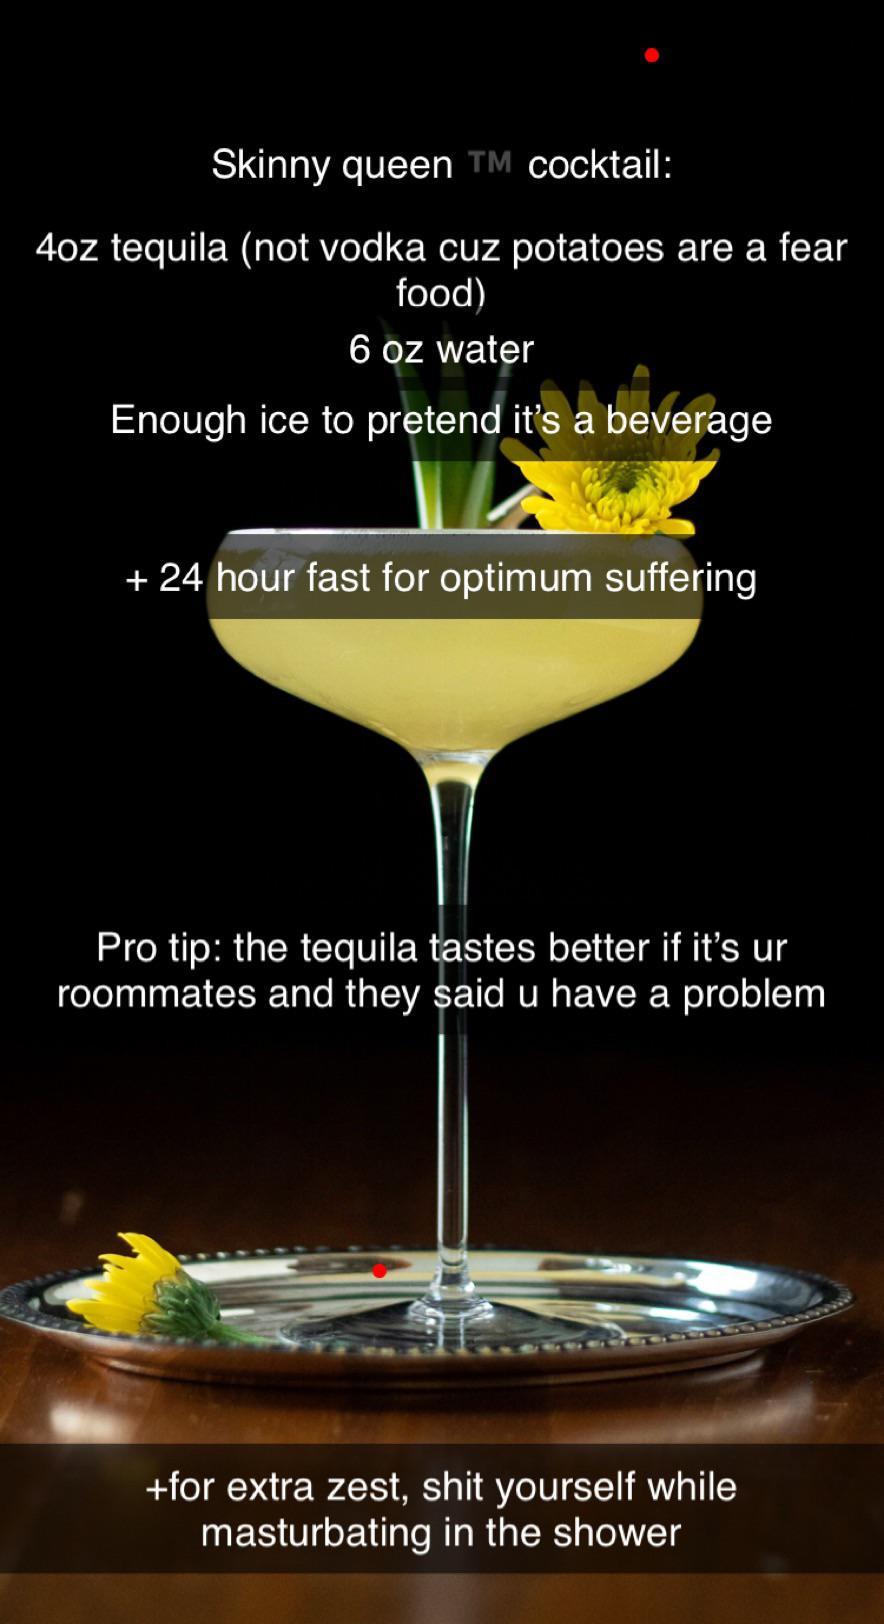 Skinny queen ™️ cocktail:
4oz tequila (not vodka cuz potatoes are a fear
food)
6 oz water
Enough ice to pretend it’s a beverage
+ 24 hour fast for optimum suffering
Pro tip: the tequila tastes better if it’s ur
roommates and they said u have a problem
+for extra zest, shit yourself while
masturbating in the shower